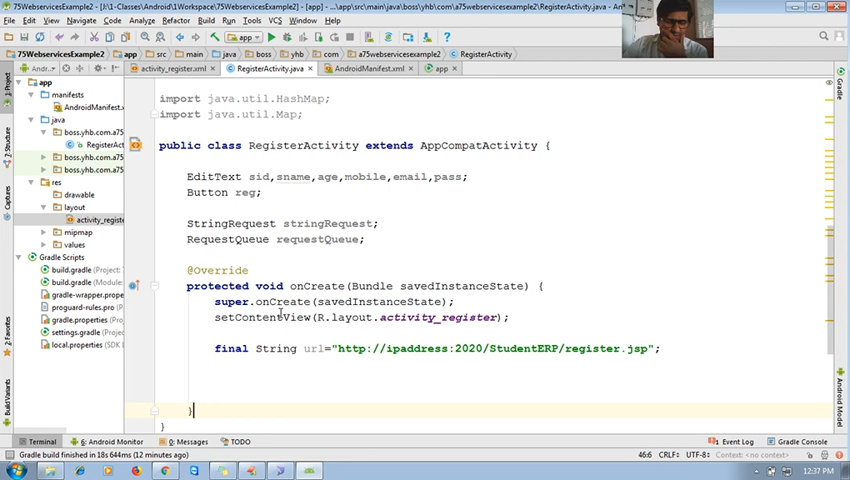 75WebservicesExample2 - [J:\1-Classes\Android\1Workspace\75WebservicesExample2] - [app] - ...\app\src\main\java\boss\yhb\com\a75webservicesexample2\RegisterActivity.java - An
File Edit View Navigate Code Analyze Refactor Build Run Tools VCS Window Help
app
75WebservicesExample2 app src main java boss yhb com a75webservicesexample2 RegisterActivity
Andr... activity_register.xml RegisterActivity.java AndroidManifest.xml app
1: Project
7: Structure
Captures
2: Favorites
Build Variants
Gradle
Android Model
app
manifests
AndroidManifest.x
java
boss.yhb.com.a75
RegisterAct
boss.yhb.com.a75
boss.yhb.com.a75
res
drawable
layout
activity_registe
mipmap
values
Gradle Scripts
build.gradle (75Web
build.gradle (Modul
gradle-wrapper.prope
proguard-rules.pro
gradle.properties
settings.gradle
local.properties (SDK
import java.util.HashMap;
import java.util.Map;
public class RegisterActivity extends AppCompatActivity {
EditText sid,sname,age,mobile,email,pass;
Button reg;
StringRequest stringRequest;
RequestQueue requestQueue;
@Override
protected void onCreate(Bundle savedInstanceState) {
super.onCreate(savedInstanceState);
setContentView(R.layout.activity_register);
final String url="http://ipaddress:2020/StudentERP/register.jsp";
}
}
Terminal 6: Android Monitor 0: Messages TODO 1 Event Log Gradle Console
Gradle build finished in 18s 644ms (12 minutes ago) 46:6 CRLF: UTF-8: Context: <no context>
12:37 PM